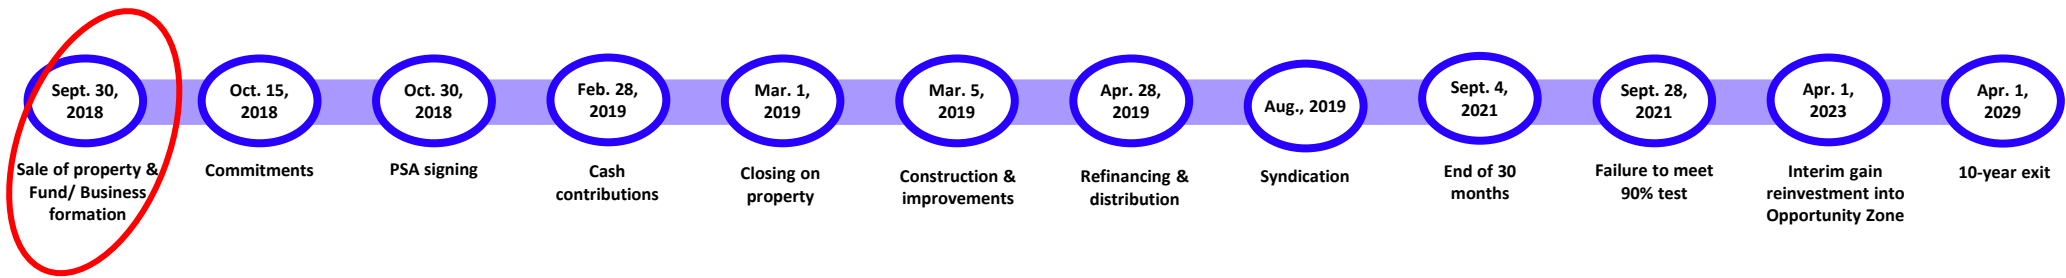 Sept. 30,
2018
Sale of property &
Fund/ Business
formation
Oct. 15,
2018
Commitments
Oct. 30,
2018
PSA signing
Feb. 28,
2019
Cash
contributions
Mar. 1,
2019
Closing on
property
Mar. 5,
2019
Construction &
improvements
Apr. 28,
2019
Refinancing &
distribution
Aug., 2019
Syndication
Sept. 4,
2021
End of 30
months
Sept. 28,
2021
Failure to meet
90% test
Apr. 1,
2023
Interim gain
reinvestment into
Opportunity Zone
Apr. 1,
2029
10-year exit